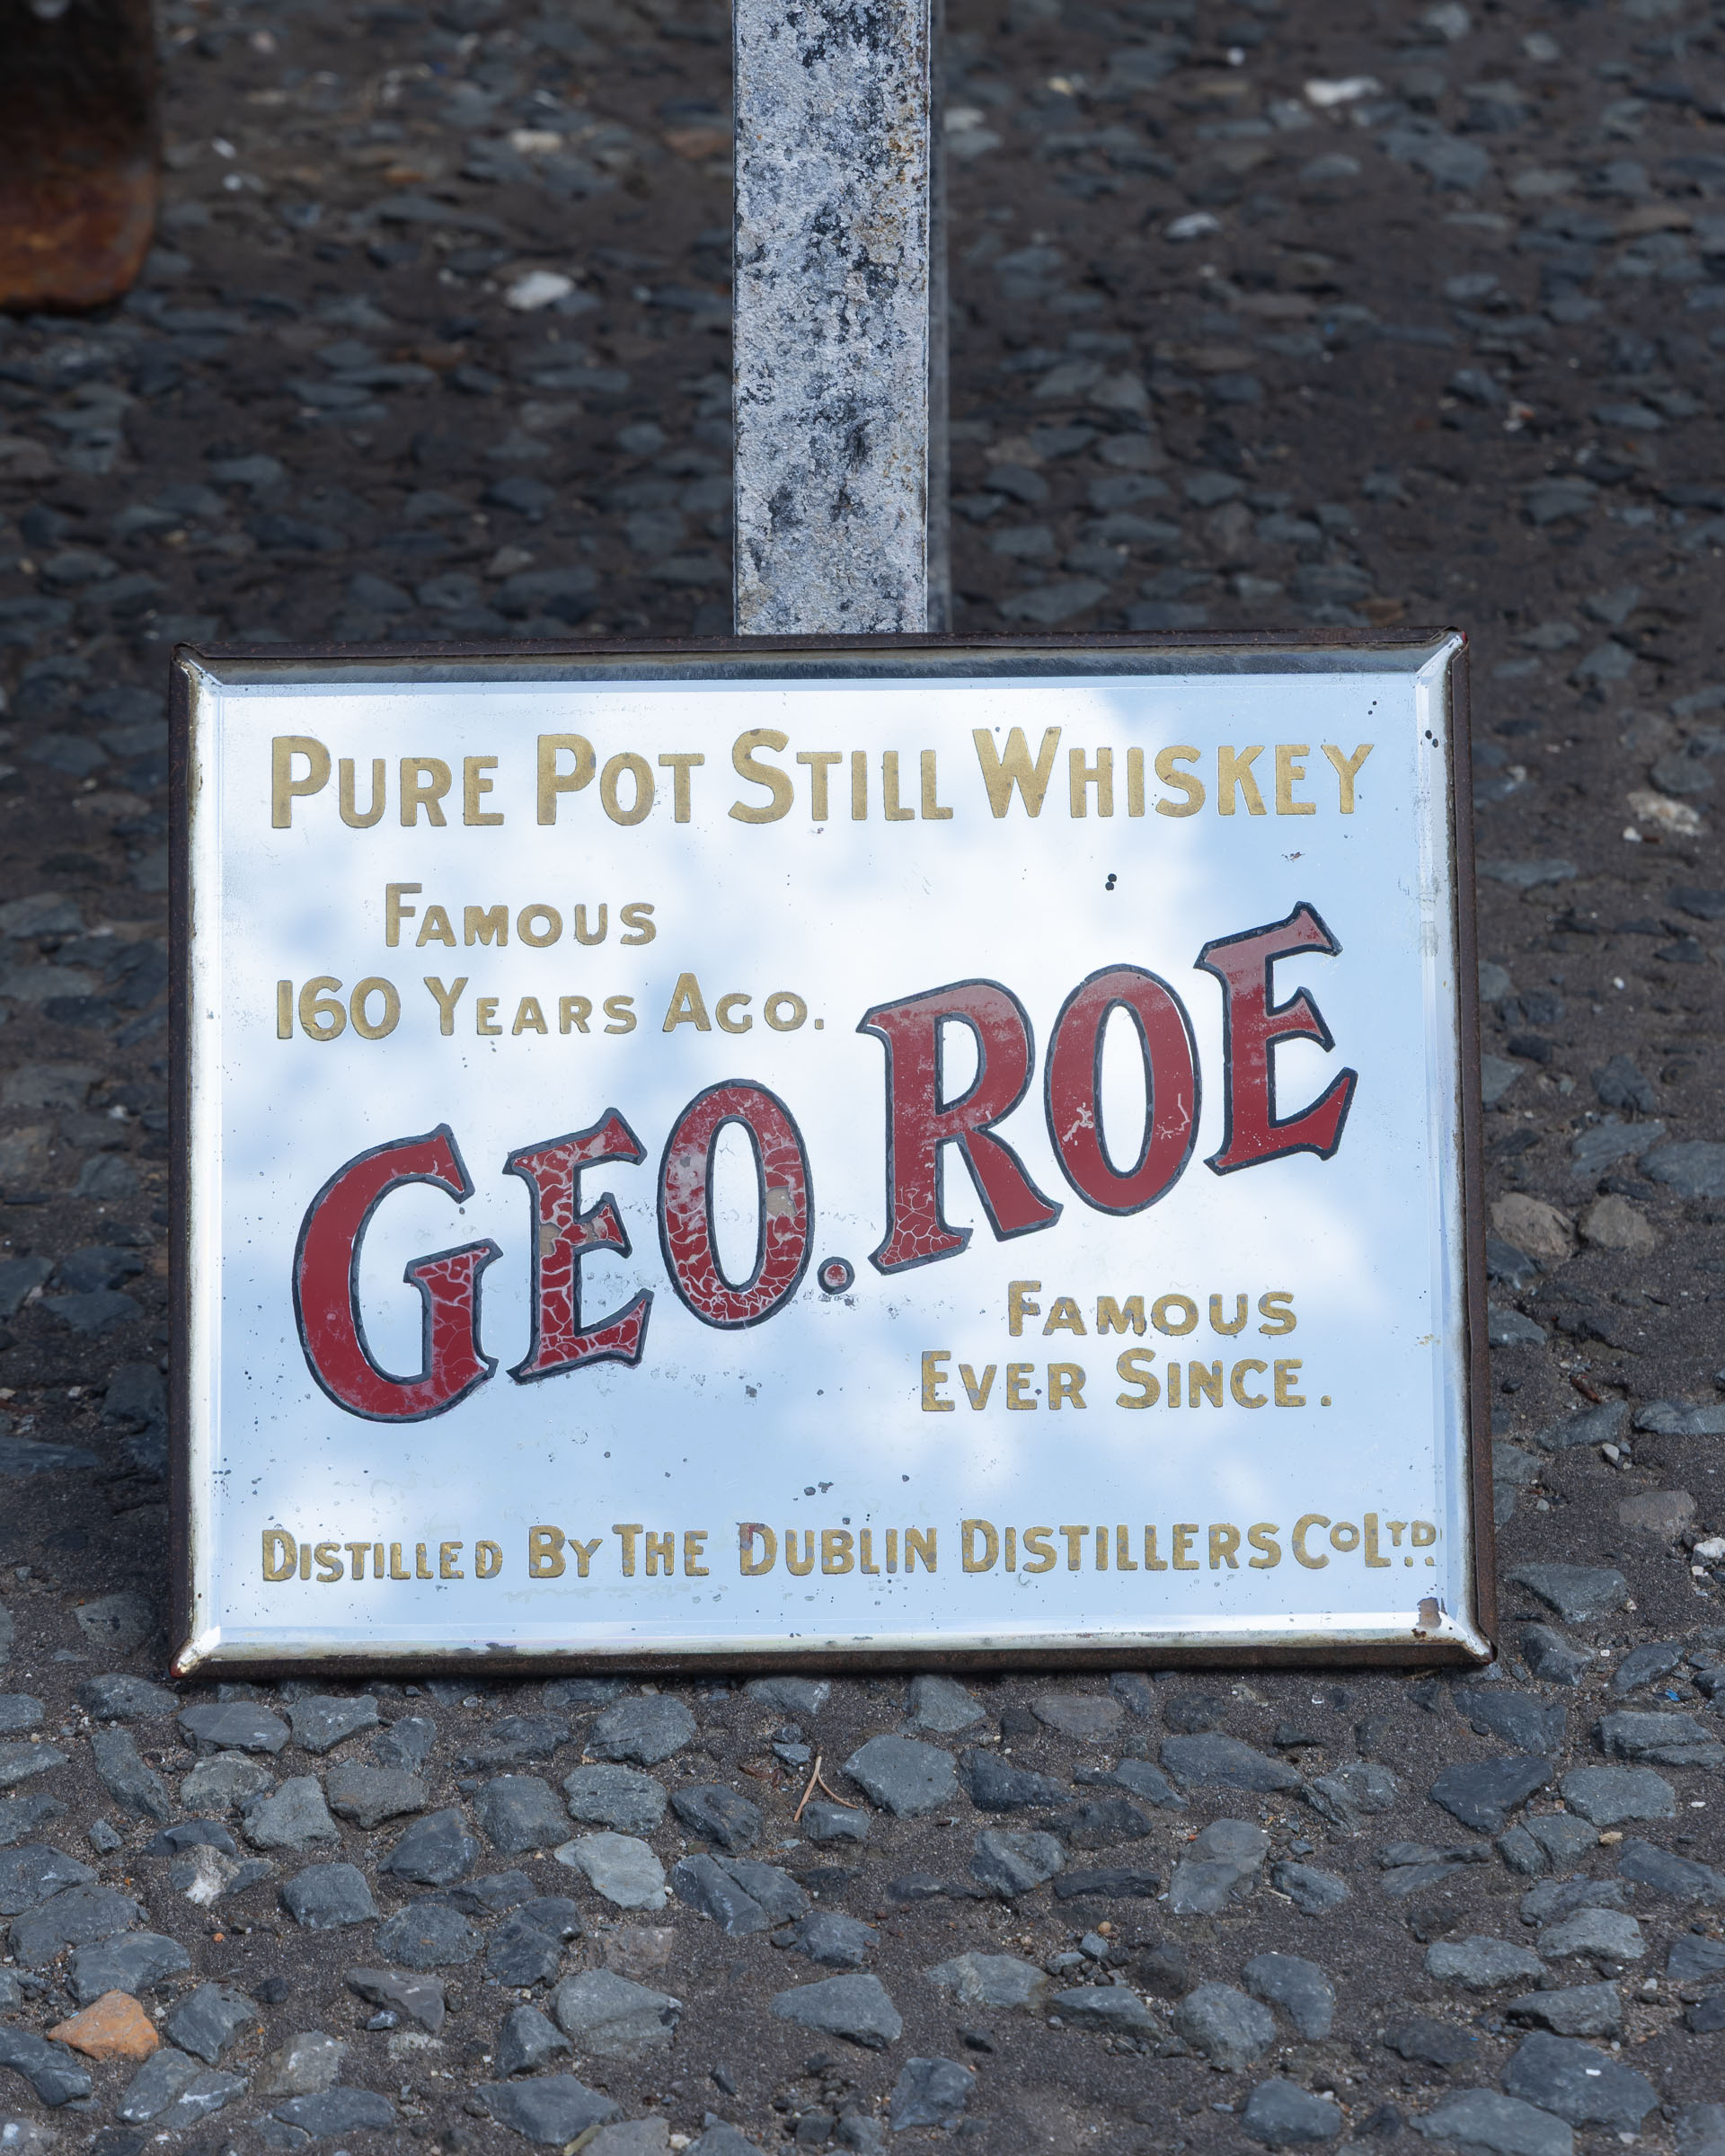 PURE POT STILL WHISKEY
FAMOUS
160 YEARS AGO.
GEO. ROE
FAMOUS
EVER SINCE.
DISTILLED BY THE DUBLIN DISTILLERS CO LTD.